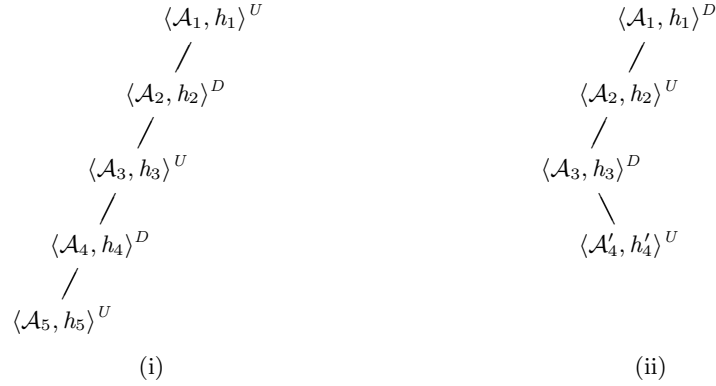 ⟨𝒜₁, h₁⟩ᵁ ⟨𝒜₁, h₁⟩ᴰ
⟨𝒜₂, h₂⟩ᴰ ⟨𝒜₂, h₂⟩ᵁ
⟨𝒜₃, h₃⟩ᵁ ⟨𝒜₃, h₃⟩ᴰ
⟨𝒜₄, h₄⟩ᴰ ⟨𝒜′₄, h′₄⟩ᵁ
⟨𝒜₅, h₅⟩ᵁ
(i) (ii)